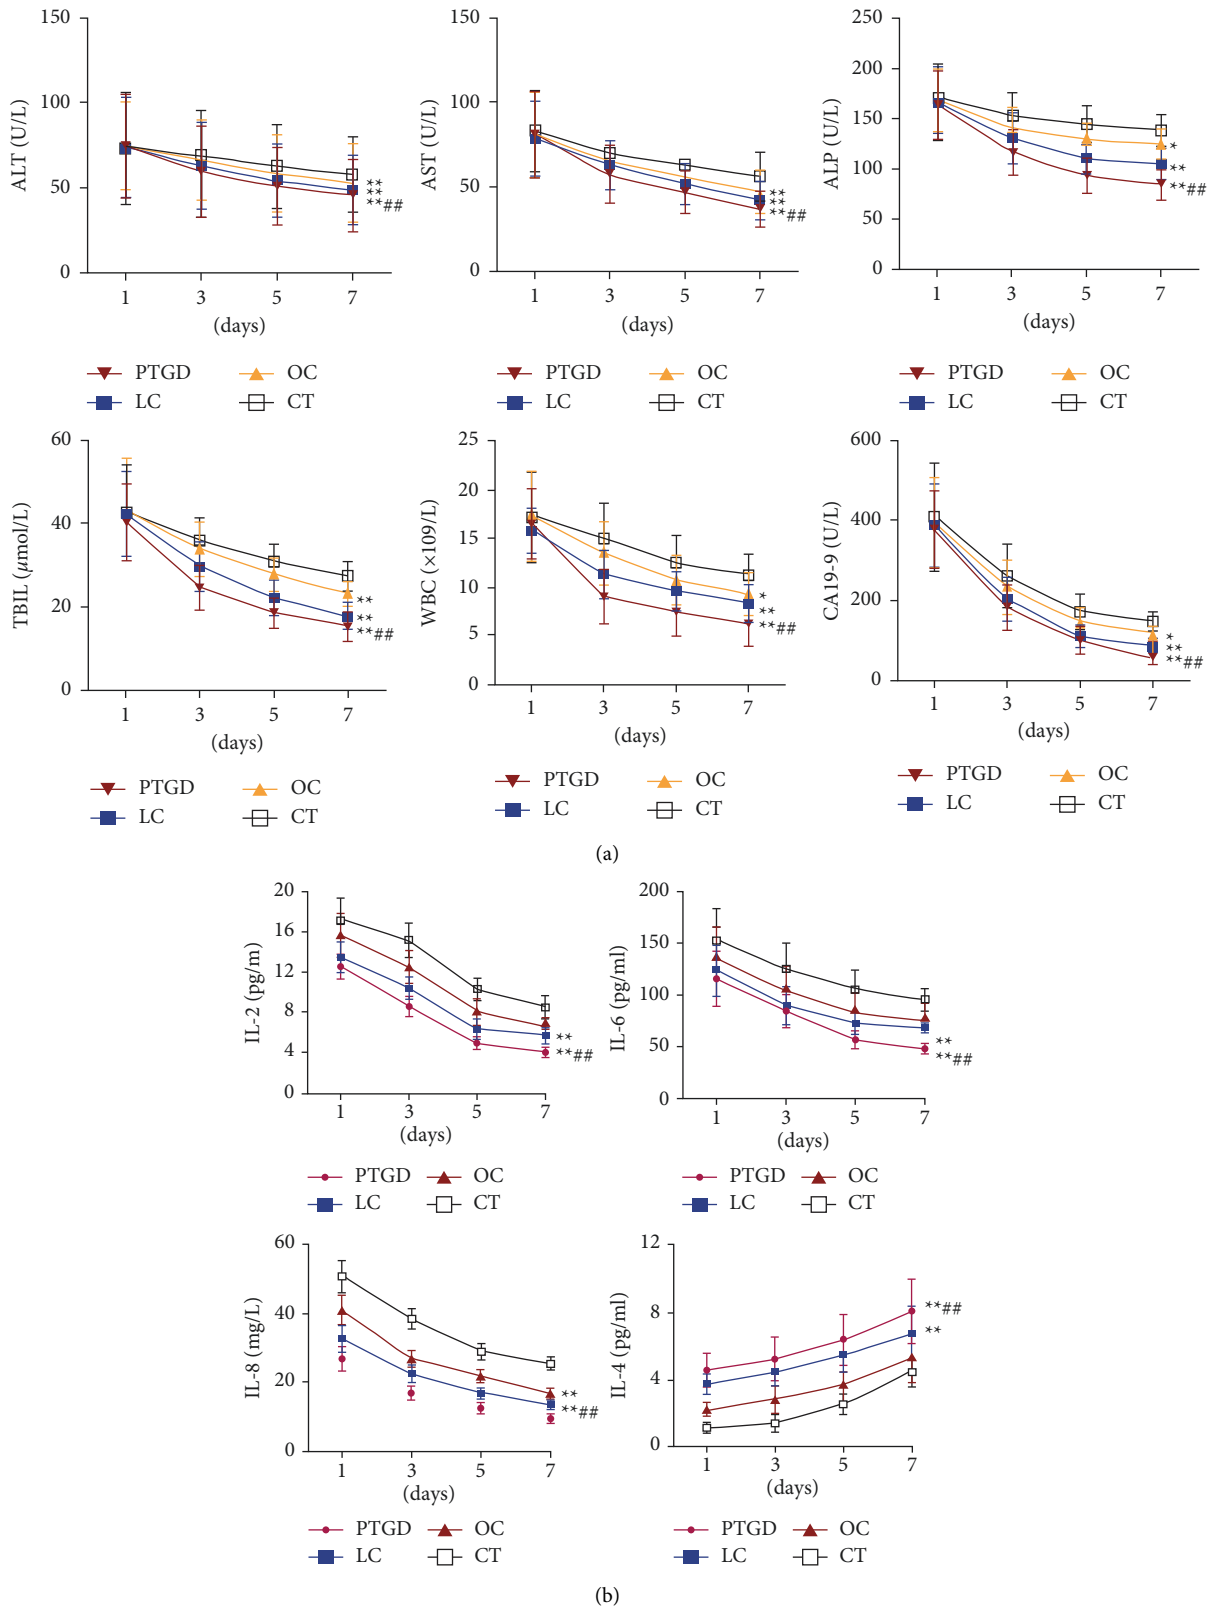 150
100
50
0
ALT (U/L)
1 3 5 7
(days)
**
**
**##
PTGD OC
LC CT
150
100
50
0
AST (U/L)
1 3 5 7
(days)
**
**
**##
PTGD OC
LC CT
250
200
150
100
50
0
ALP (U/L)
1 3 5 7
(days)
*
**
**##
PTGD OC
LC CT
60
40
20
0
TBIL (μmol/L)
1 3 5 7
(days)
**
**
**##
PTGD OC
LC CT
25
20
15
10
5
0
WBC (×109/L)
1 3 5 7
(days)
*
**
**##
PTGD OC
LC CT
600
400
200
0
CA19-9 (U/L)
1 3 5 7
(days)
*
**
**##
PTGD OC
LC CT
(a)
20
16
12
8
4
0
IL-2 (pg/m)
1 3 5 7
(days)
**
**##
PTGD OC
LC CT
200
150
100
50
0
IL-6 (pg/ml)
1 3 5 7
(days)
**
**##
PTGD OC
LC CT
60
40
20
0
IL-8 (mg/L)
1 3 5 7
(days)
**
**##
PTGD OC
LC CT
12
8
4
0
IL-4 (pg/ml)
1 3 5 7
(days)
**##
**
PTGD OC
LC CT
(b)